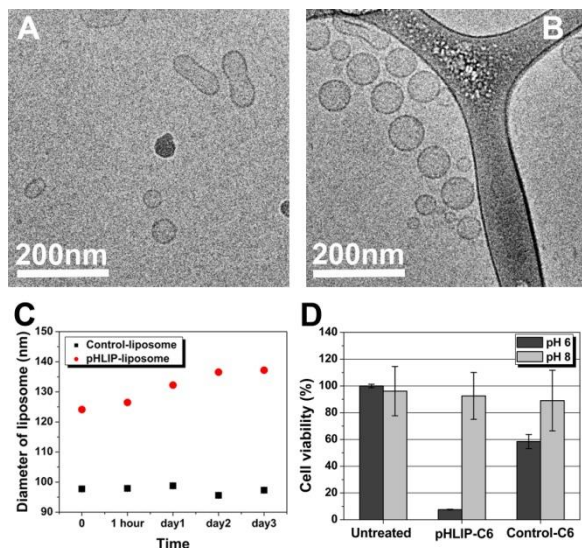 A
200nm
B
200nm
C
Control-liposome
pHLIP-liposome
Diameter of liposome (nm)
150
140
130
120
110
100
90
0
1 hour
day1
day2
day3
Time
D
pH 6
pH 8
Cell viability (%)
140
120
100
80
60
40
20
0
Untreated
pHLIP-C6
Control-C6